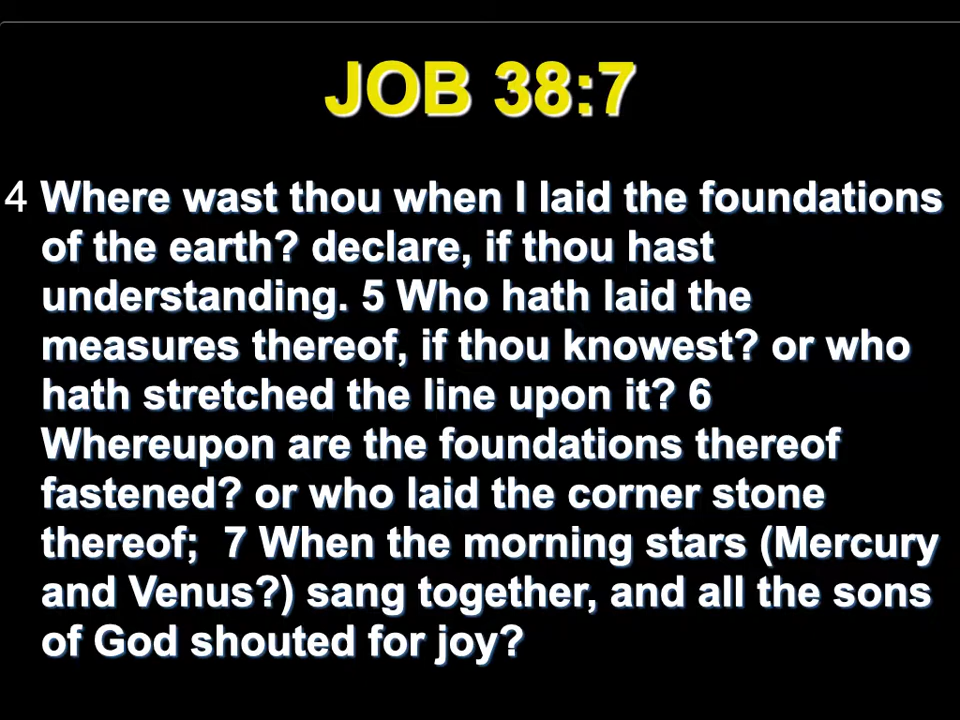 JOB 38:7
4 Where wast thou when I laid the foundations
of the earth? declare, if thou hast
understanding. 5 Who hath laid the
measures thereof, if thou knowest? or who
hath stretched the line upon it? 6
Whereupon are the foundations thereof
fastened? or who laid the corner stone
thereof;  7 When the morning stars (Mercury
and Venus?) sang together, and all the sons
of God shouted for joy?